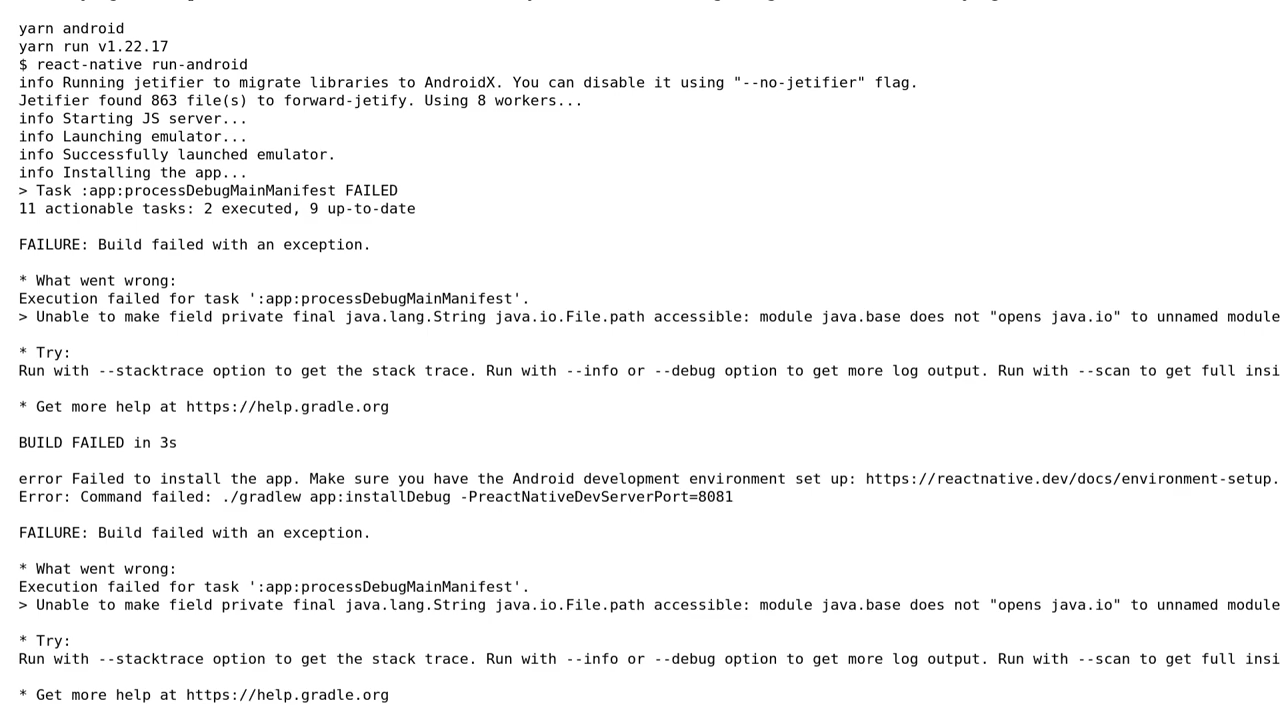 yarn android
yarn run v1.22.17
$ react-native run-android
info Running jetifier to migrate libraries to AndroidX. You can disable it using "--no-jetifier" flag.
Jetifier found 863 file(s) to forward-jetify. Using 8 workers...
info Starting JS server...
info Launching emulator...
info Successfully launched emulator.
info Installing the app...
> Task :app:processDebugMainManifest FAILED
11 actionable tasks: 2 executed, 9 up-to-date
FAILURE: Build failed with an exception.
* What went wrong:
Execution failed for task ':app:processDebugMainManifest'.
> Unable to make field private final java.lang.String java.io.File.path accessible: module java.base does not "opens java.io" to unnamed module
* Try:
Run with --stacktrace option to get the stack trace. Run with --info or --debug option to get more log output. Run with --scan to get full insi
* Get more help at https://help.gradle.org
BUILD FAILED in 3s
error Failed to install the app. Make sure you have the Android development environment set up: https://reactnative.dev/docs/environment-setup.
Error: Command failed: ./gradlew app:installDebug -PreactNativeDevServerPort=8081
FAILURE: Build failed with an exception.
* What went wrong:
Execution failed for task ':app:processDebugMainManifest'.
> Unable to make field private final java.lang.String java.io.File.path accessible: module java.base does not "opens java.io" to unnamed module
* Try:
Run with --stacktrace option to get the stack trace. Run with --info or --debug option to get more log output. Run with --scan to get full insi
* Get more help at https://help.gradle.org